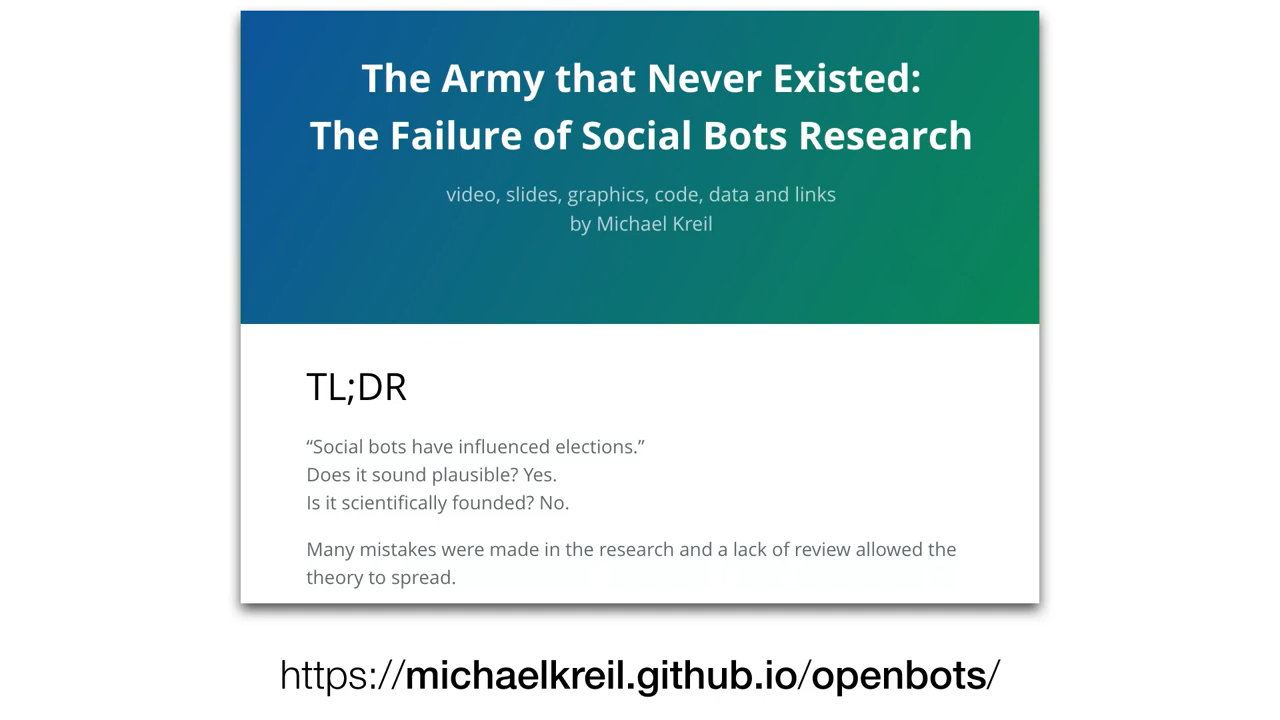 The Army that Never Existed:
The Failure of Social Bots Research
video, slides, graphics, code, data and links
by Michael Kreil
TL;DR
“Social bots have influenced elections.”
Does it sound plausible? Yes.
Is it scientifically founded? No.
Many mistakes were made in the research and a lack of review allowed the
theory to spread.
https://michaelkreil.github.io/openbots/